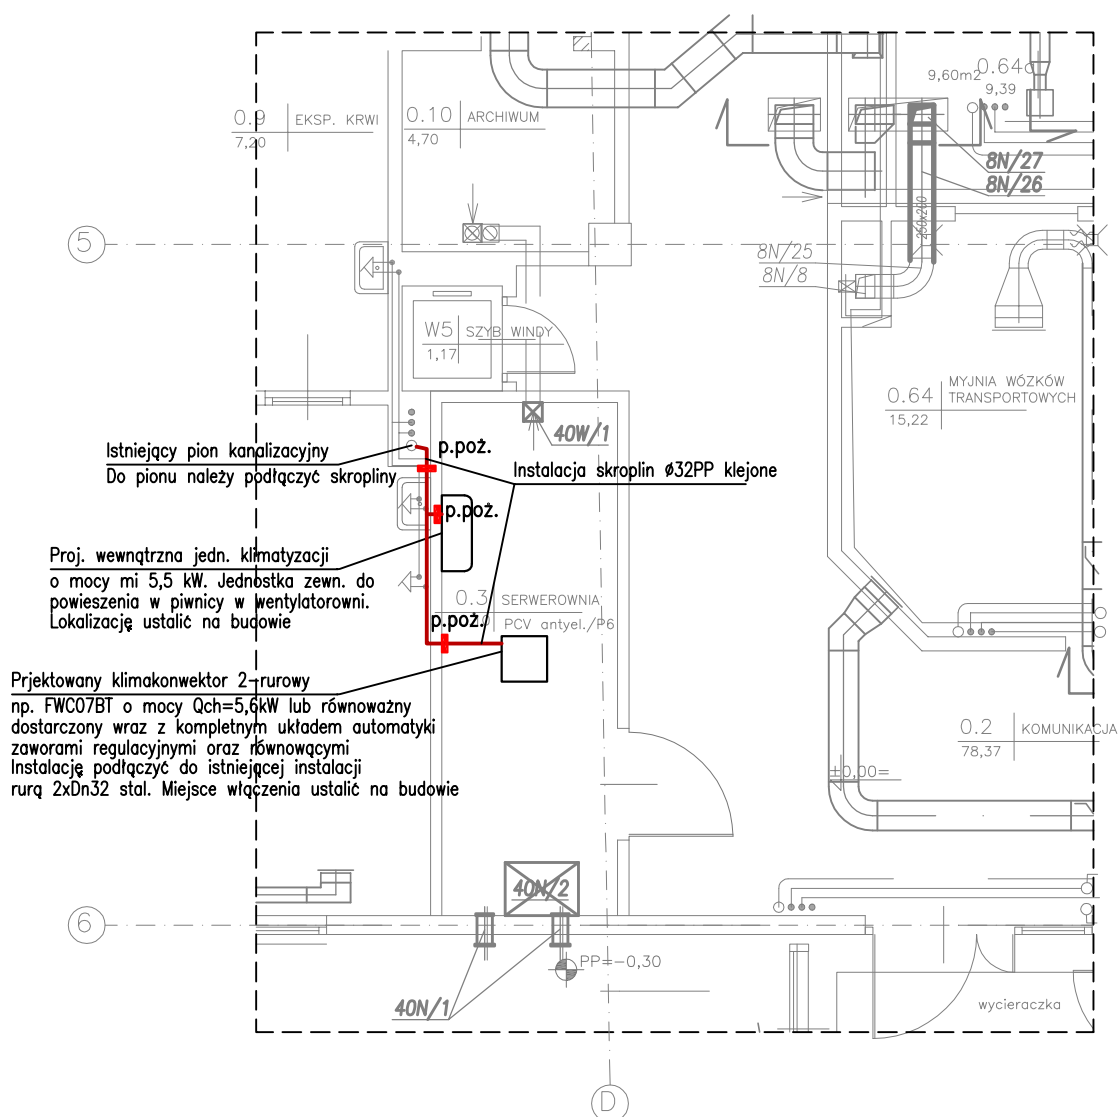 0.9 EKSP. KRWI
7,20
0.10 ARCHIWUM
4,70
9,60m2
0.64a
9,39
8N/27
8N/26
250x200
5
8N/25
8N/8
W5 SZYB WINDY
1,17
0.64 MYJNIA WÓZKÓW
TRANSPORTOWYCH
15,22
40W/1
Istniejący pion kanalizacyjny
Do pionu należy podłączyć skropliny
p.poż.
Instalacja skroplin ø32PP klejone
p.poż.
Proj. wewnątrzna jedn. klimatyzacji
o mocy mi 5,5 kW. Jednostka zewn. do
powieszenia w piwnicy w wentylatorowni.
Lokalizację ustalić na budowie
0.3 SERWEROWNIA
PCV antyel./P6
p.poż.
Prjektowany klimakonwektor 2-rurowy
np. FWC07BT o mocy Qch=5,6kW lub równoważny
dostarczony wraz z kompletnym układem automatyki
zaworami regulacyjnymi oraz równowącymi
Instalację podłączyć do istniejącej instalacji
rurą 2xDn32 stal. Miejsce włączenia ustalić na budowie
0.2 KOMUNIKACJA
78,37
±0,00=
40N/2
6
PP=-0,30
40N/1
wycieraczka
D